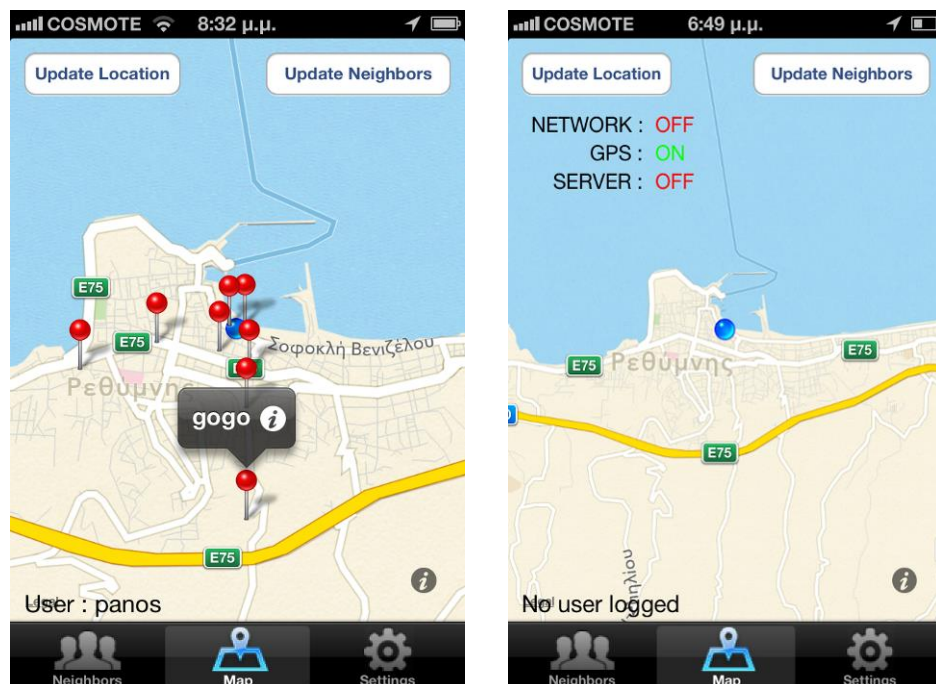 COSMOTE 8:32 μ.μ.
Update Location Update Neighbors
E75
E75
Σοφοκλή Βενιζέλου
Ρεθύμνης
gogo
E75
User : panos
Neighbors Map Settings
COSMOTE 6:49 μ.μ.
Update Location Update Neighbors
NETWORK : OFF
GPS : ON
SERVER : OFF
E75
E75 Ρεθύμνης
E75
No user logged
Neighbors Map Settings